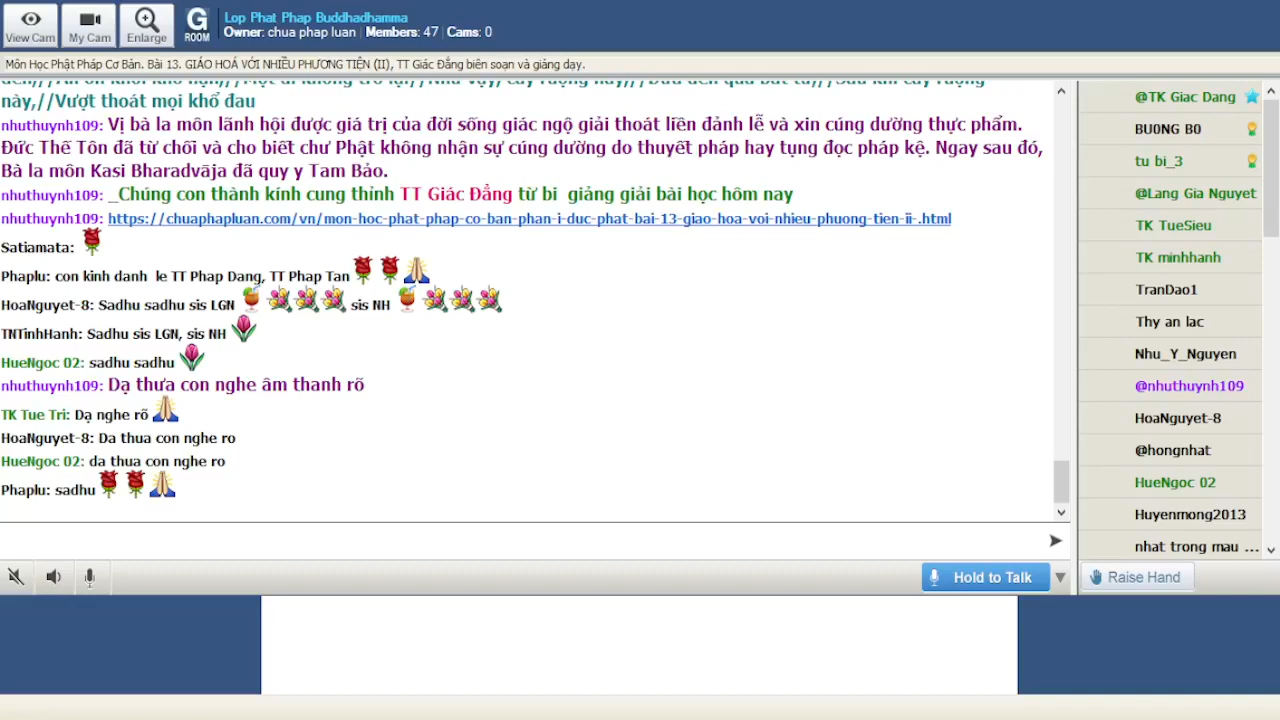 View Cam
My Cam
Enlarge
G
ROOM
Lop Phat Phap Buddhadhamma
Owner: chua phap luan | Members: 47 | Cams: 0
Môn Học Phật Pháp Cơ Bản. Bài 13. GIÁO HOÁ VỚI NHIỀU PHƯƠNG TIỆN (II), TT Giác Đẳng biên soạn và giảng dạy.
này,//Vượt thoát mọi khổ đau
nhuthuynh109: Vị bà la môn lãnh hội được giá trị của đời sống giác ngộ giải thoát liền đảnh lễ và xin cúng dường thực phẩm.
Đức Thế Tôn đã từ chối và cho biết chư Phật không nhận sự cúng dường do thuyết pháp hay tụng đọc pháp kệ. Ngay sau đó,
Bà la môn Kasi Bharadvāja đã quy y Tam Bảo.
nhuthuynh109: _Chúng con thành kính cung thỉnh TT Giác Đẳng từ bi giảng giải bài học hôm nay
nhuthuynh109: https://chuaphapluan.com/vn/mon-hoc-phat-phap-co-ban-phan-i-duc-phat-bai-13-giao-hoa-voi-nhieu-phuong-tien-ii-.html
Satiamata:
Phaplu: con kinh danh le TT Phap Dang, TT Phap Tan
HoaNguyet-8: Sadhu sadhu sis LGN sis NH
TNTinhHanh: Sadhu sis LGN, sis NH
HueNgoc 02: sadhu sadhu
nhuthuynh109: Dạ thưa con nghe âm thanh rõ
TK Tue Tri: Dạ nghe rõ
HoaNguyet-8: Da thua con nghe ro
HueNgoc 02: da thua con nghe ro
Phaplu: sadhu
Hold to Talk
@TK Giac Dang
BU0NG B0
tu bi_3
@Lang Gia Nguyet
TK TueSieu
TK minhhanh
TranDao1
Thy an lac
Nhu_Y_Nguyen
@nhuthuynh109
HoaNguyet-8
@hongnhat
HueNgoc 02
Huyenmong2013
nhat trong mau ...
Raise Hand